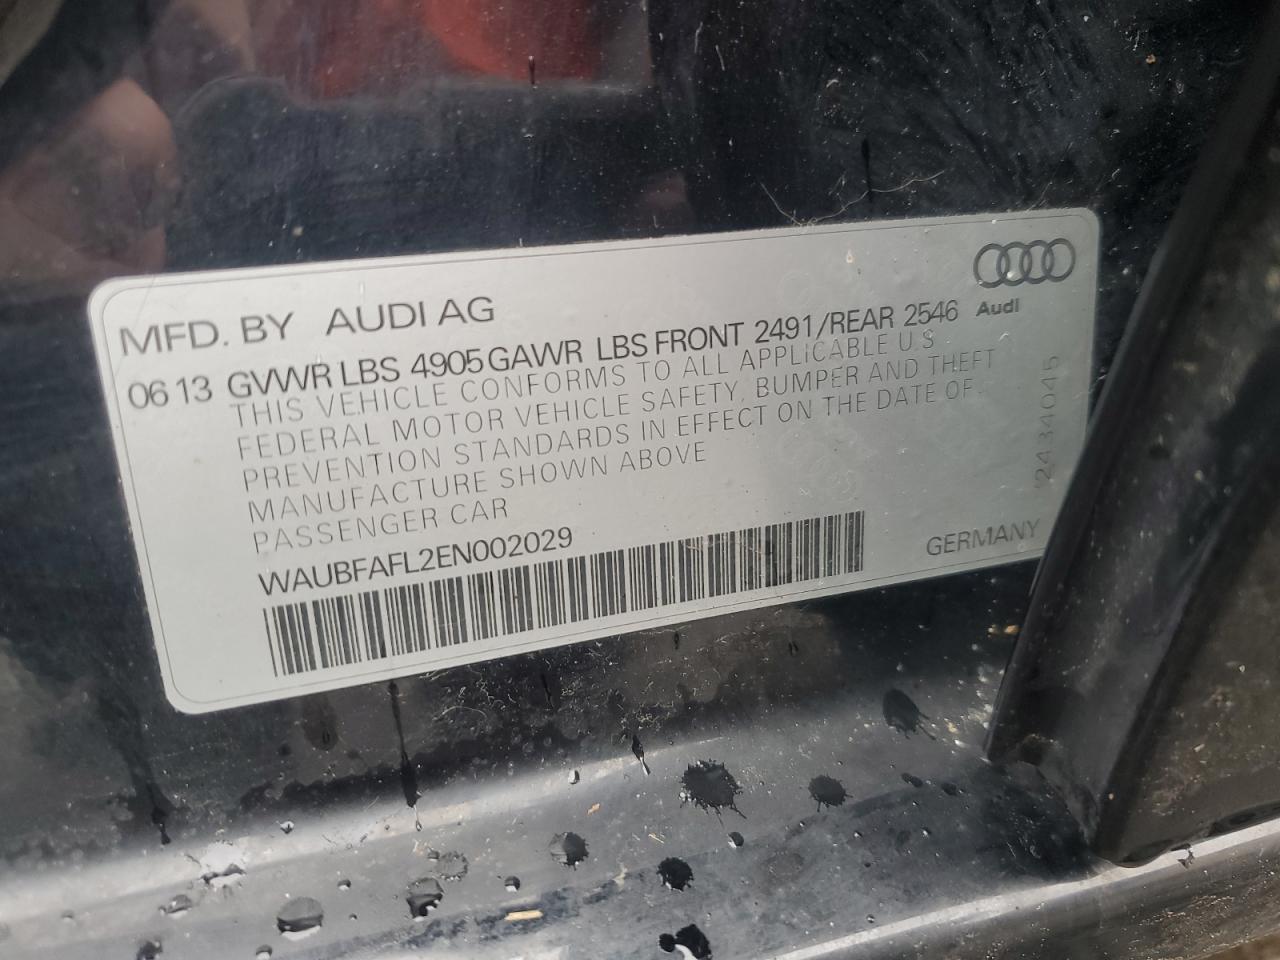 MFD. BY AUDI AG
Audi
06 13 GVWR LBS 4905 GAWR LBS FRONT 2491/REAR 2546
THIS VEHICLE CONFORMS TO ALL APPLICABLE U.S
FEDERAL MOTOR VEHICLE SAFETY, BUMPER AND THEFT
PREVENTION STANDARDS IN EFFECT ON THE DATE OF
MANUFACTURE SHOWN ABOVE
PASSENGER CAR
WAUBFAFL2EN002029
GERMANY
2434045